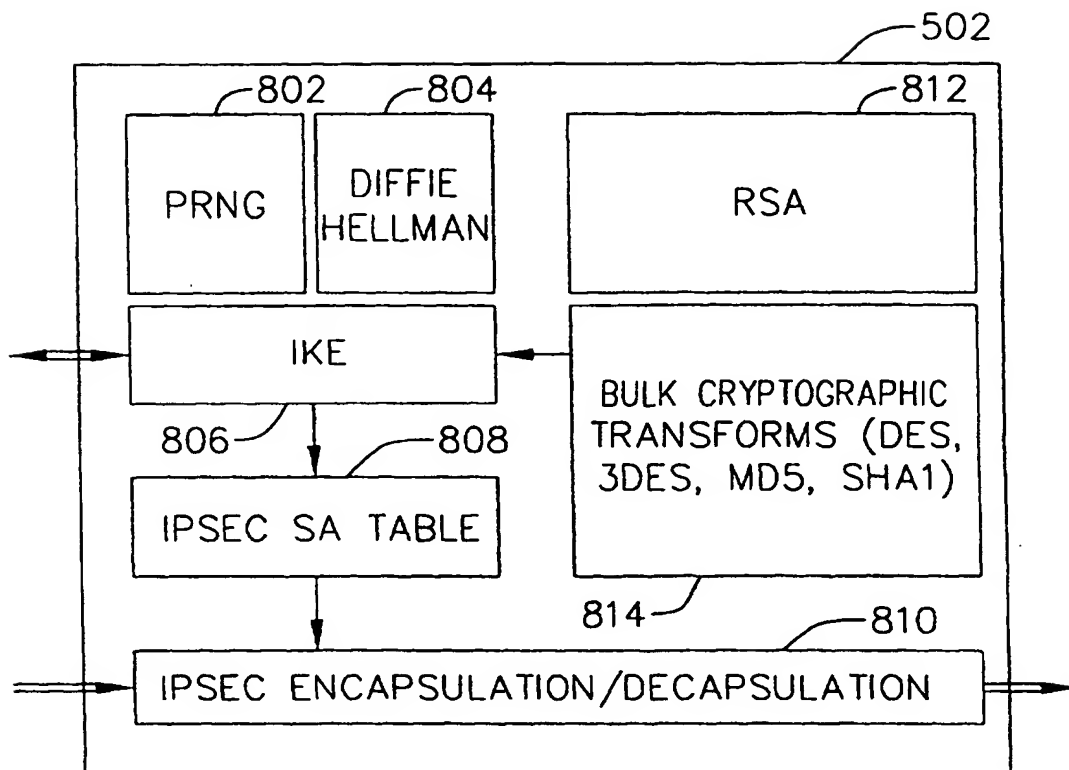 502
802
804
812
PRNG
DIFFIE
HELLMAN
RSA
IKE
BULK CRYPTOGRAPHIC
TRANSFORMS (DES,
3DES, MD5, SHA1)
806
808
IPSEC SA TABLE
814
810
IPSEC ENCAPSULATION/DECAPSULATION